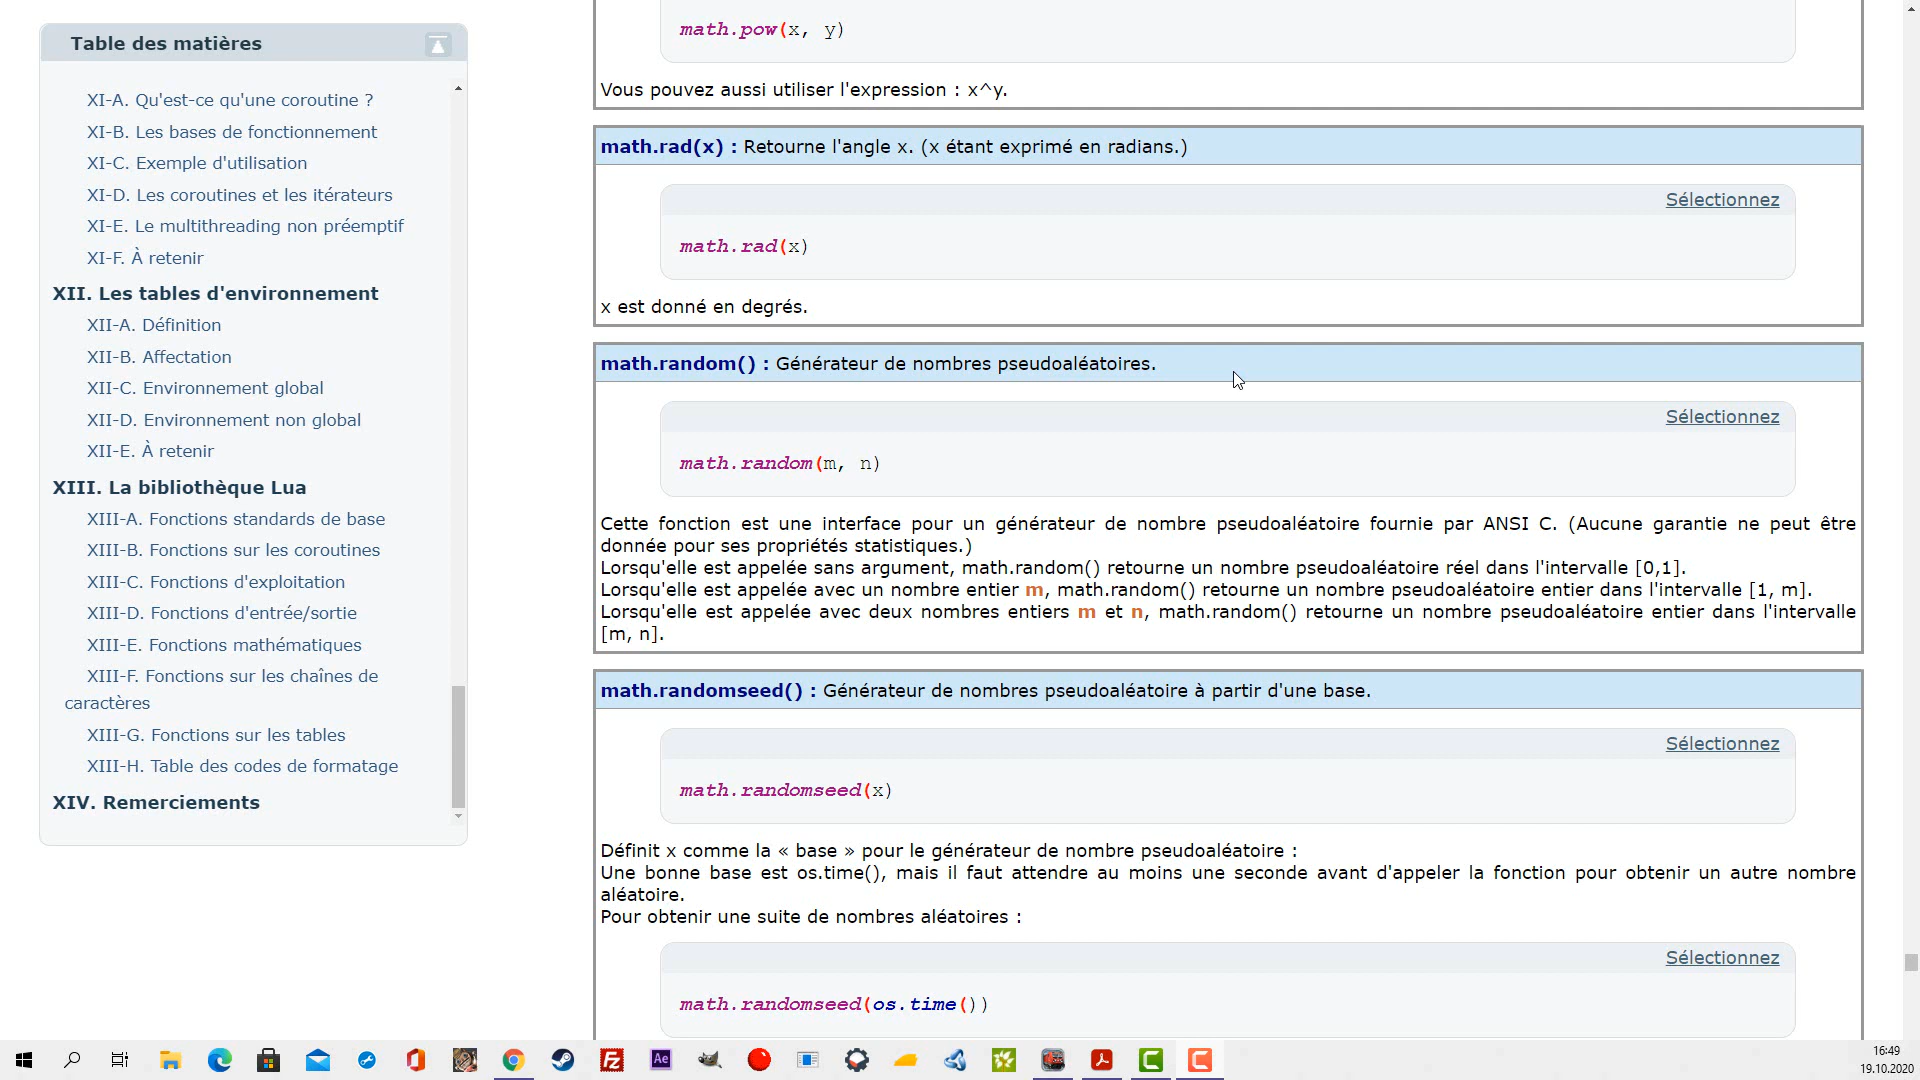 Table des matières
XI-A. Qu'est-ce qu'une coroutine ?
XI-B. Les bases de fonctionnement
XI-C. Exemple d'utilisation
XI-D. Les coroutines et les itérateurs
XI-E. Le multithreading non préemptif
XI-F. À retenir
XII. Les tables d'environnement
XII-A. Définition
XII-B. Affectation
XII-C. Environnement global
XII-D. Environnement non global
XII-E. À retenir
XIII. La bibliothèque Lua
XIII-A. Fonctions standards de base
XIII-B. Fonctions sur les coroutines
XIII-C. Fonctions d'exploitation
XIII-D. Fonctions d'entrée/sortie
XIII-E. Fonctions mathématiques
XIII-F. Fonctions sur les chaînes de
caractères
XIII-G. Fonctions sur les tables
XIII-H. Table des codes de formatage
XIV. Remerciements
math.pow(x, y)
Vous pouvez aussi utiliser l'expression : x^y.
math.rad(x) : Retourne l'angle x. (x étant exprimé en radians.)
Sélectionnez
math.rad(x)
x est donné en degrés.
math.random() : Générateur de nombres pseudoaléatoires.
Sélectionnez
math.random(m, n)
Cette fonction est une interface pour un générateur de nombre pseudoaléatoire fournie par ANSI C. (Aucune garantie ne peut être
donnée pour ses propriétés statistiques.)
Lorsqu'elle est appelée sans argument, math.random() retourne un nombre pseudoaléatoire réel dans l'intervalle [0,1].
Lorsqu'elle est appelée avec un nombre entier m, math.random() retourne un nombre pseudoaléatoire entier dans l'intervalle [1, m].
Lorsqu'elle est appelée avec deux nombres entiers m et n, math.random() retourne un nombre pseudoaléatoire entier dans l'intervalle
[m, n].
math.randomseed() : Générateur de nombres pseudoaléatoire à partir d'une base.
Sélectionnez
math.randomseed(x)
Définit x comme la « base » pour le générateur de nombre pseudoaléatoire :
Une bonne base est os.time(), mais il faut attendre au moins une seconde avant d'appeler la fonction pour obtenir un autre nombre
aléatoire.
Pour obtenir une suite de nombres aléatoires :
Sélectionnez
math.randomseed(os.time())
Ae
16:49
19.10.2020